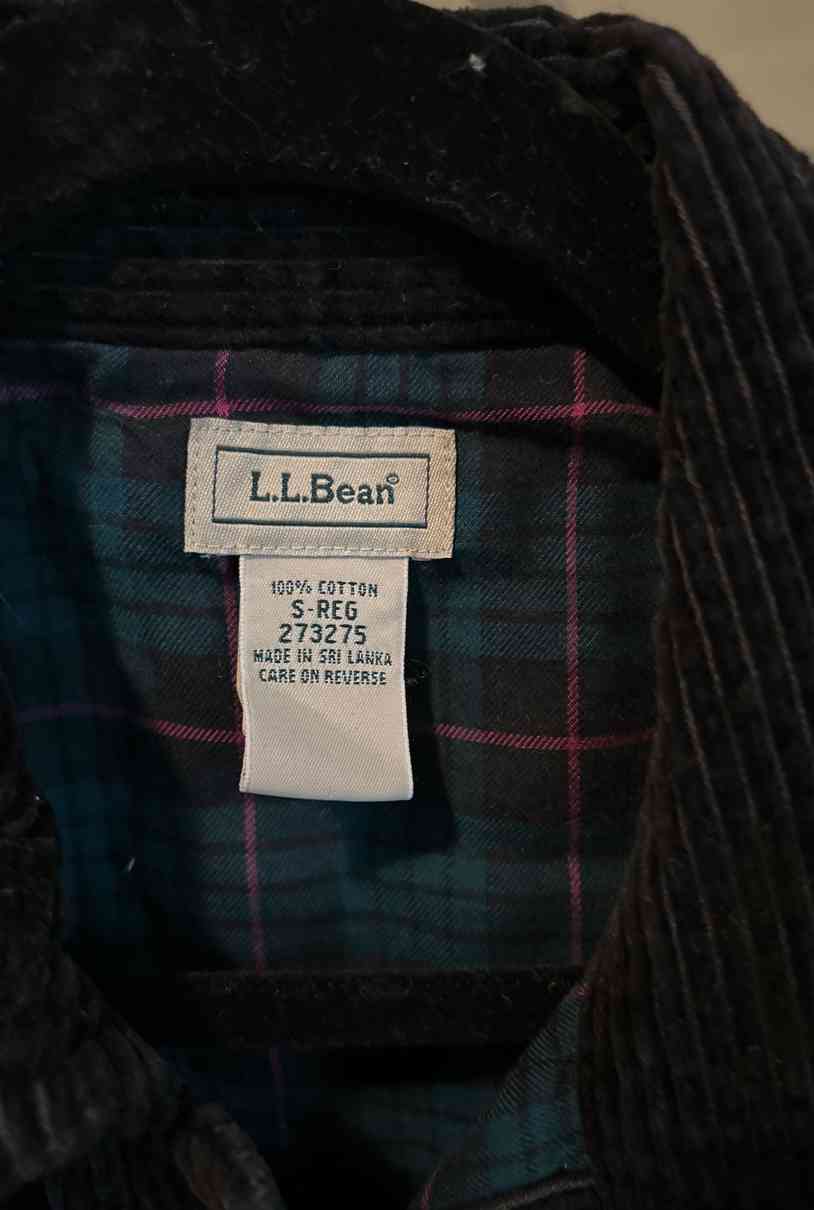 L.L.Bean®
100% COTTON
S-REG
273275
MADE IN SRI LANKA
CARE ON REVERSE